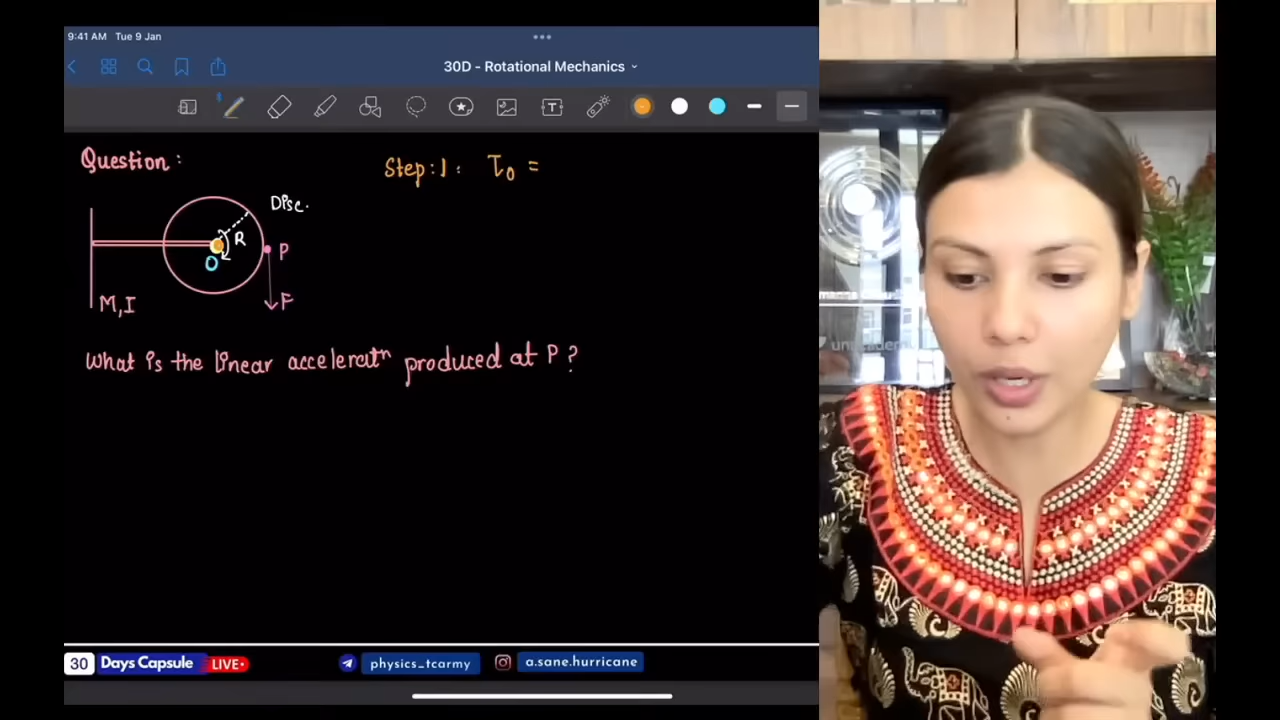 9:41 AM Tue 9 Jan
30D - Rotational Mechanics
Question:
Step:1: τ₀ =
Disc.
R
P
O
M,I
F
What is the linear acceleratⁿ produced at P?
30 Days Capsule LIVE
physics_tcarmy
a.sane.hurricane